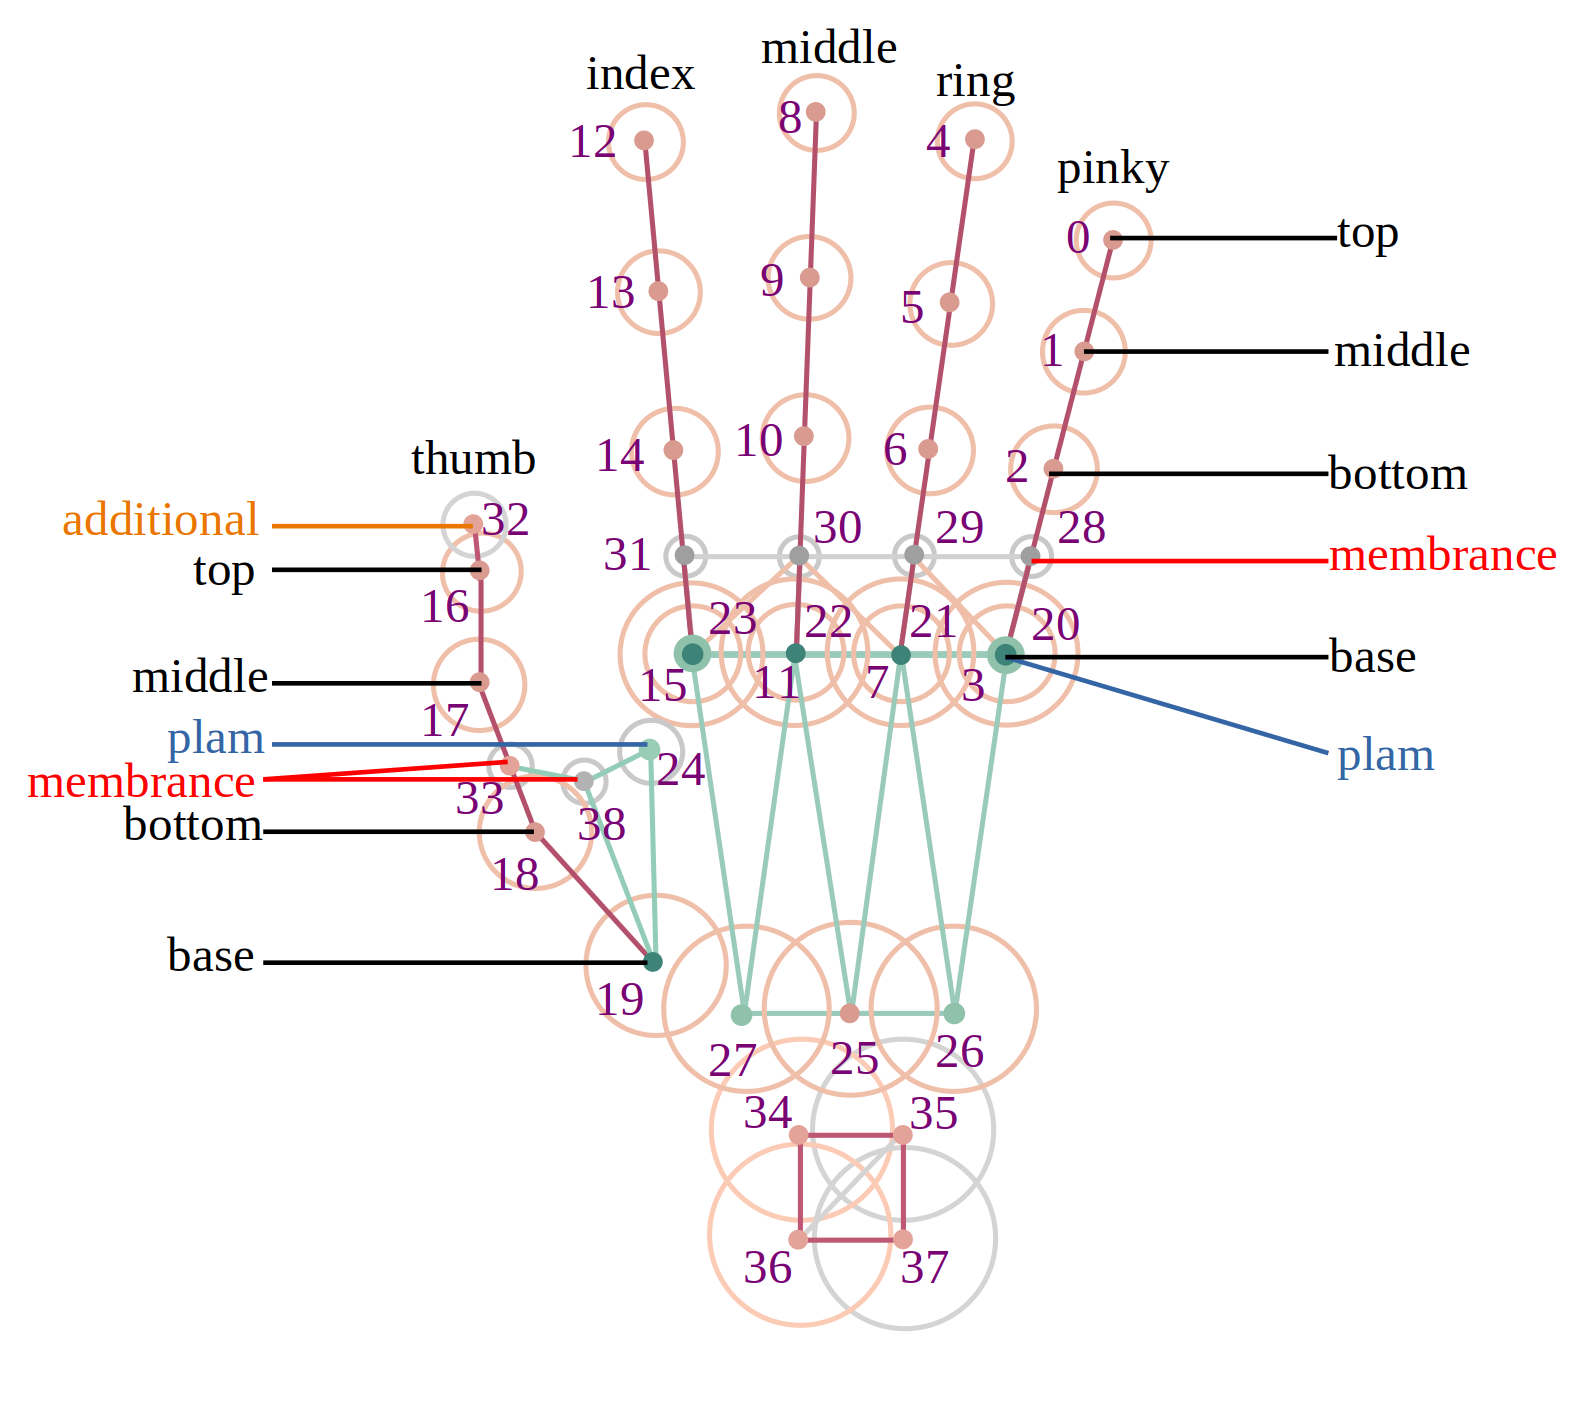 middle
index
ring
8
12
4
pinky
0
top
9
13
5
1
middle
10
14
6
2
bottom
thumb
additional
32
31
30
29
28
membrance
top
16
23
22
21
20
base
15
11
7
3
middle
17
plam
24
plam
membrance
33
38
bottom
18
base
19
27
25
26
34
35
36
37